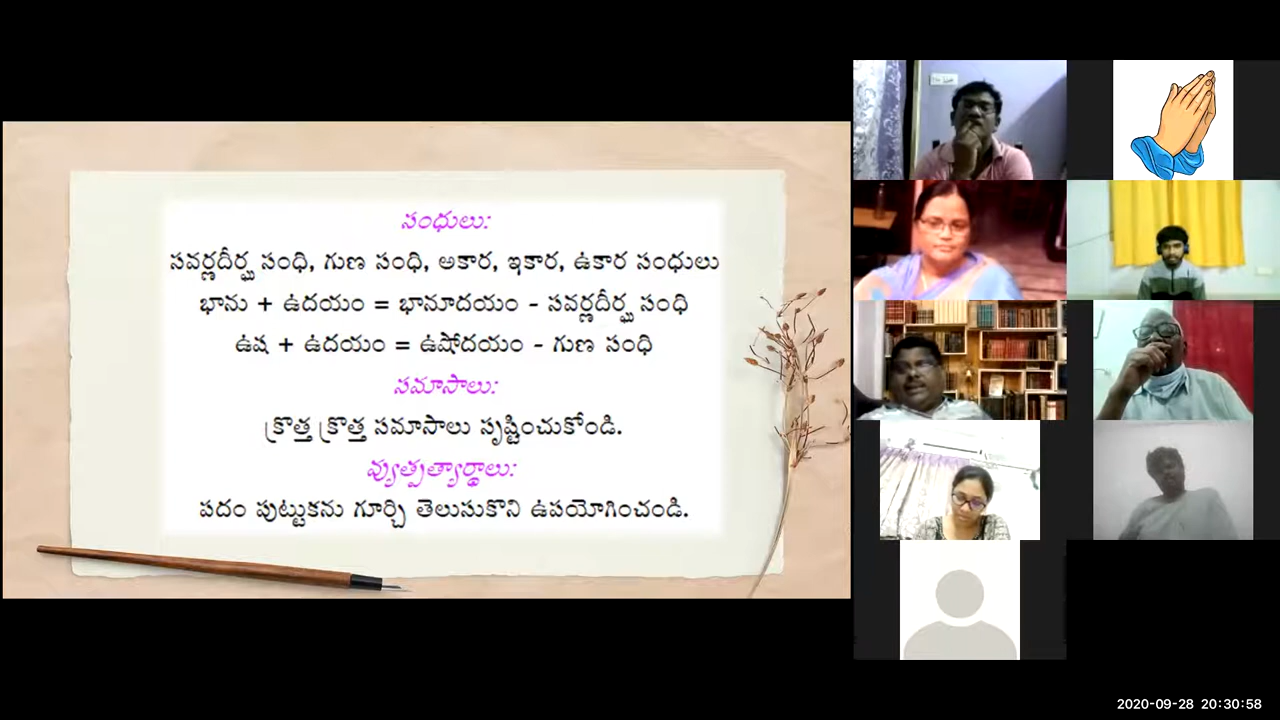 సంధులు:
సవర్ణదీర్ఘ సంధి, గుణ సంధి, అకార, ఇకార, ఉకార సంధులు
భాను + ఉదయం = భానూదయం - సవర్ణదీర్ఘ సంధి
ఉష + ఉదయం = ఉషోదయం - గుణ సంధి
సమాసాలు:
క్రొత్త క్రొత్త సమాసాలు సృష్టించుకోండి.
వ్యుత్పత్యార్థాలు:
పదం పుట్టుకను గూర్చి తెలుసుకొని ఉపయోగించండి.
2020-09-28 20:30:58